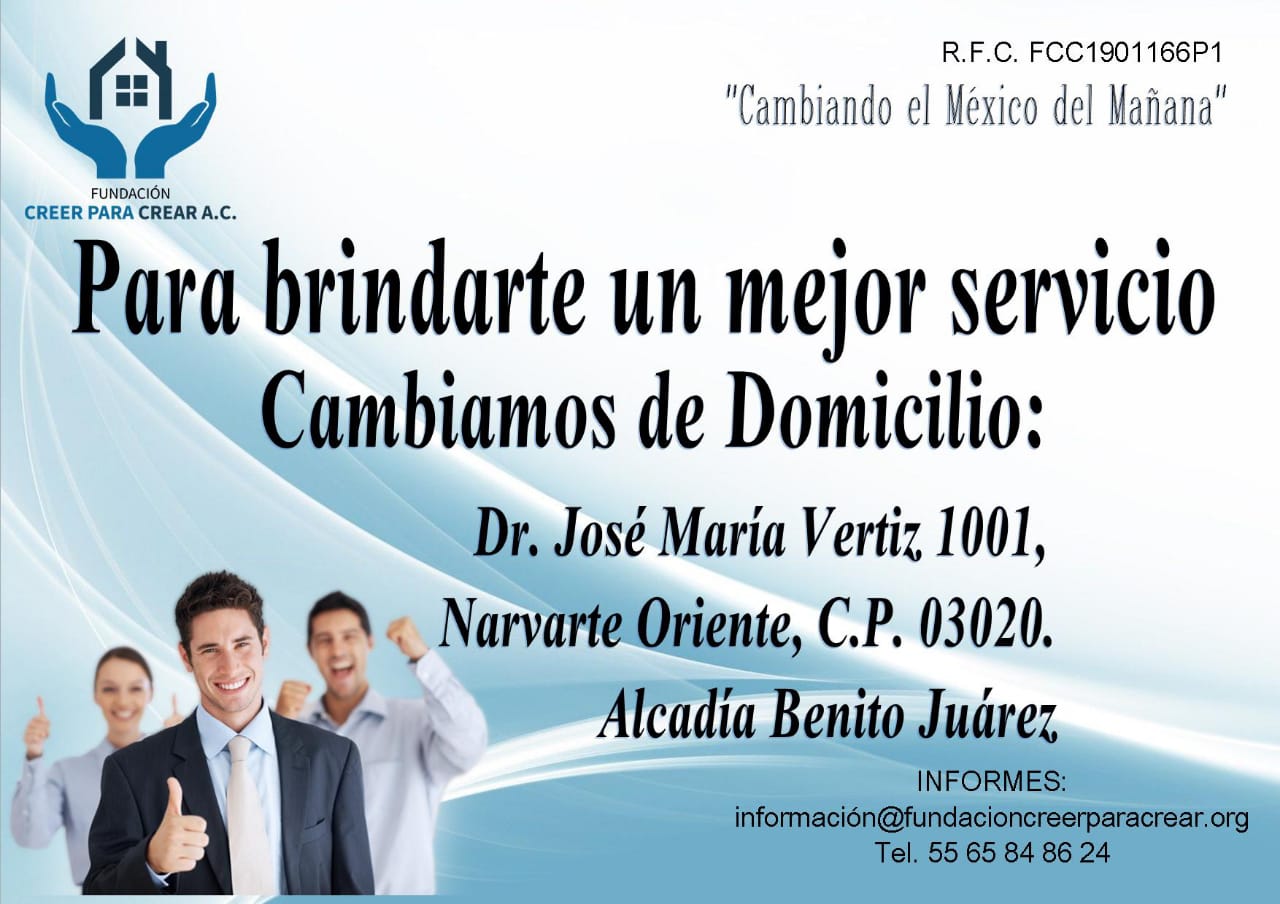 R.F.C. FCC1901166P1
"Cambiando el México del Mañana"
FUNDACIÓN
CREER PARA CREAR A.C.
Para brindarte un mejor servicio
Cambiamos de Domicilio:
Dr. José María Vertiz 1001,
Narvarte Oriente, C.P. 03020.
Alcadía Benito Juárez
INFORMES:
información@fundacioncreerparacrear.org
Tel. 55 65 84 86 24